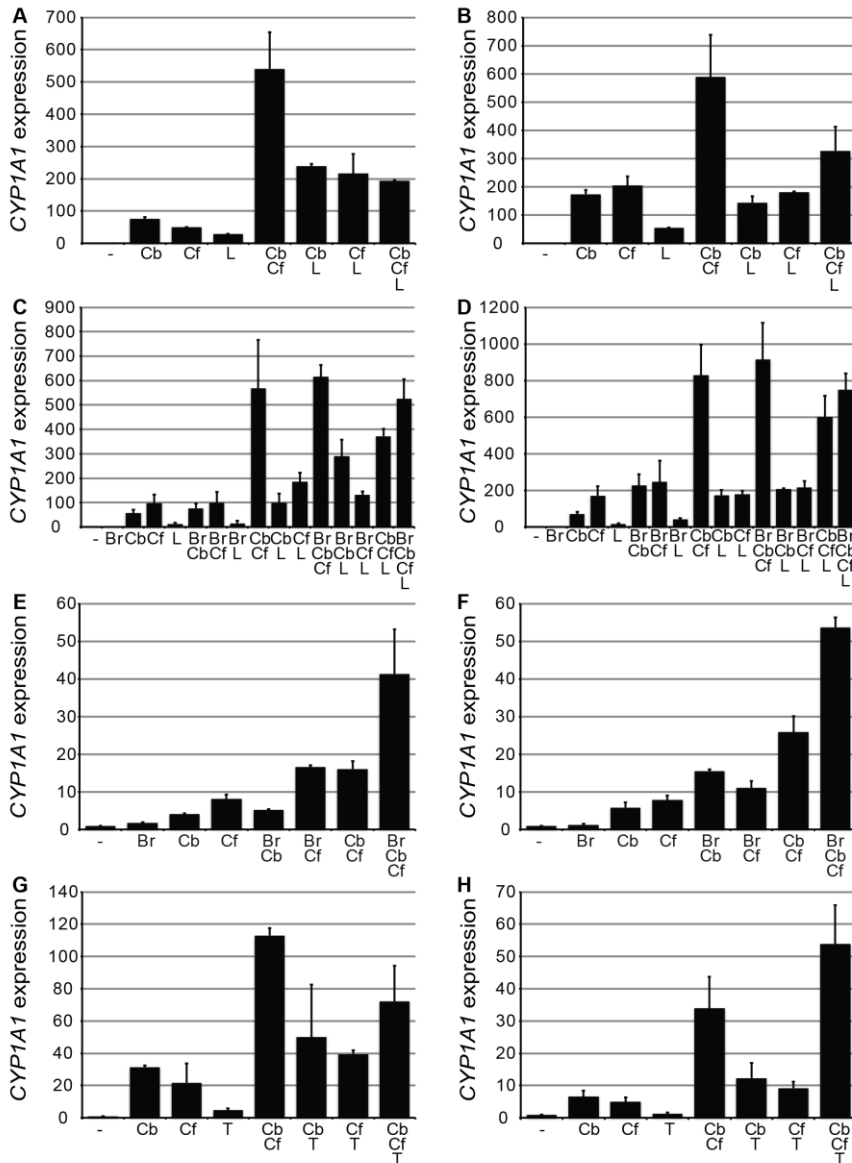 A
CYP1A1 expression
700
600
500
400
300
200
100
0
- Cb Cf L Cb Cb Cf Cb
Cf L L Cf
L
B
CYP1A1 expression
800
700
600
500
400
300
200
100
0
- Cb Cf L Cb Cb Cf Cb
Cf L L Cf
L
C
CYP1A1 expression
900
800
700
600
500
400
300
200
100
0
- Br Cb Cf L Br Br Br Cb Cb Cf Br Br Br Cb Br
Cb Cf L Cf L L Cb Cb Cf Cf Cb
Cf L L L Cf
L
D
CYP1A1 expression
1200
1000
800
600
400
200
0
- Br Cb Cf L Br Br Br Cb Cb Cf Br Br Br Cb Br
Cb Cf L Cf L L Cb Cb Cf Cf Cb
Cf L L L Cf
L
E
CYP1A1 expression
60
50
40
30
20
10
0
- Br Cb Cf Br Br Cb Br
Cb Cf Cf Cb
Cf
F
CYP1A1 expression
60
50
40
30
20
10
0
- Br Cb Cf Br Br Cb Br
Cb Cf Cf Cb
Cf
G
CYP1A1 expression
140
120
100
80
60
40
20
0
- Cb Cf T Cb Cb Cf Cb
Cf T T Cf
T
H
CYP1A1 expression
70
60
50
40
30
20
10
0
- Cb Cf T Cb Cb Cf Cb
Cf T T Cf
T